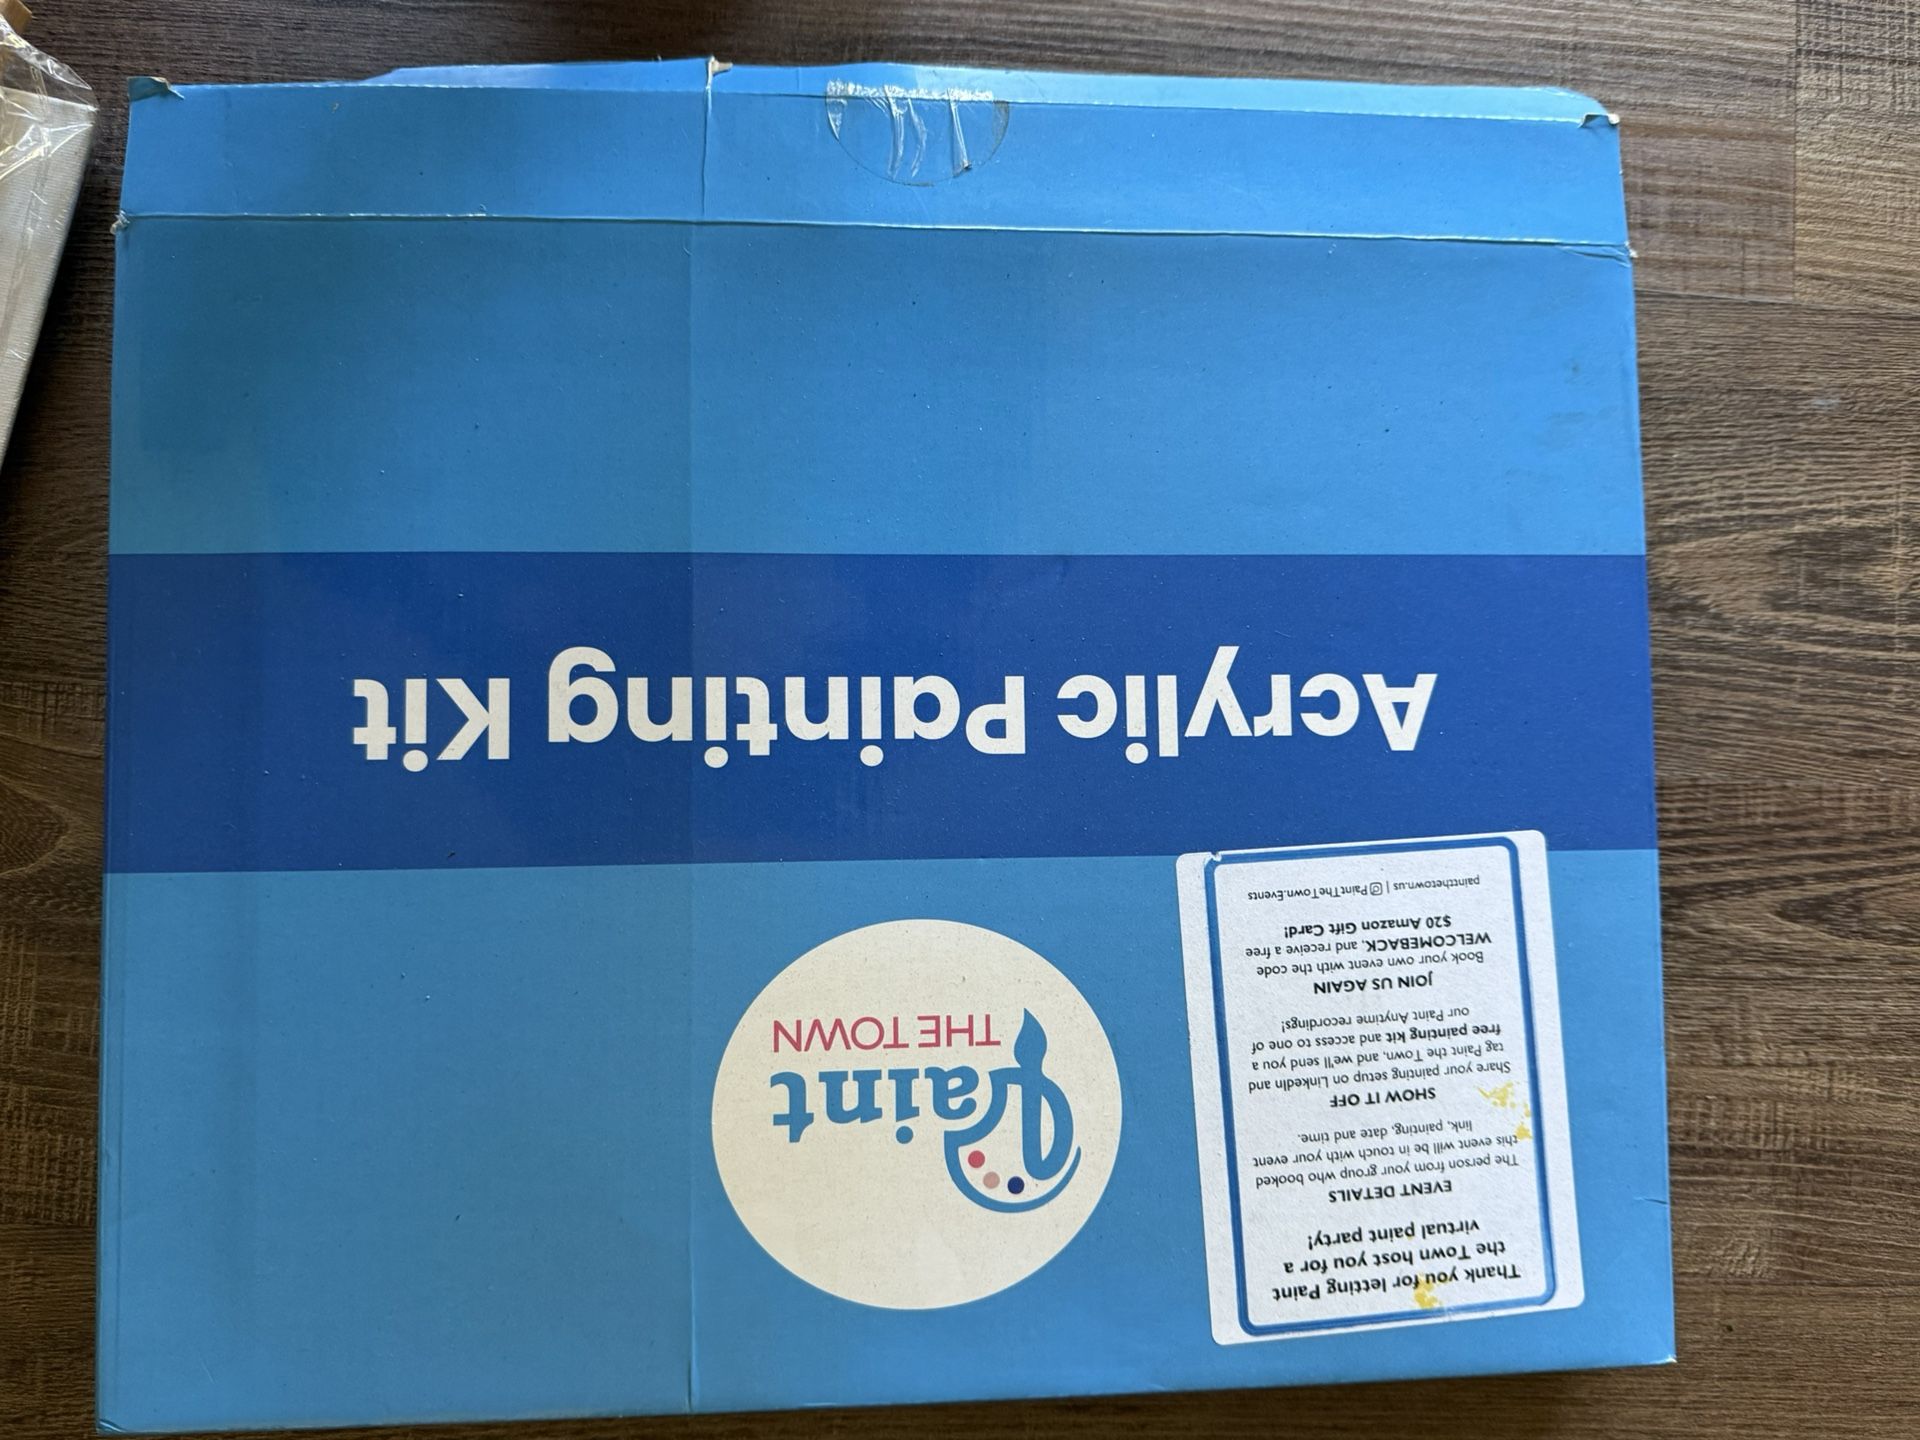 Thank you for letting Paint
the Town host you for a
virtual paint party!
EVENT DETAILS
The person from your group who booked
this event will be in touch with your event
link, painting, date and time.
SHOW IT OFF
Share your painting setup on LinkedIn and
tag Paint the Town, and we'll send you a
free painting kit and access to one of
our Paint Anytime recordings!
JOIN US AGAIN
Book your own event with the code
WELCOMEBACK, and receive a free
$20 Amazon Gift Card!
paintthetown.us | PaintTheTown.Events
Paint
THE TOWN
Acrylic Painting Kit